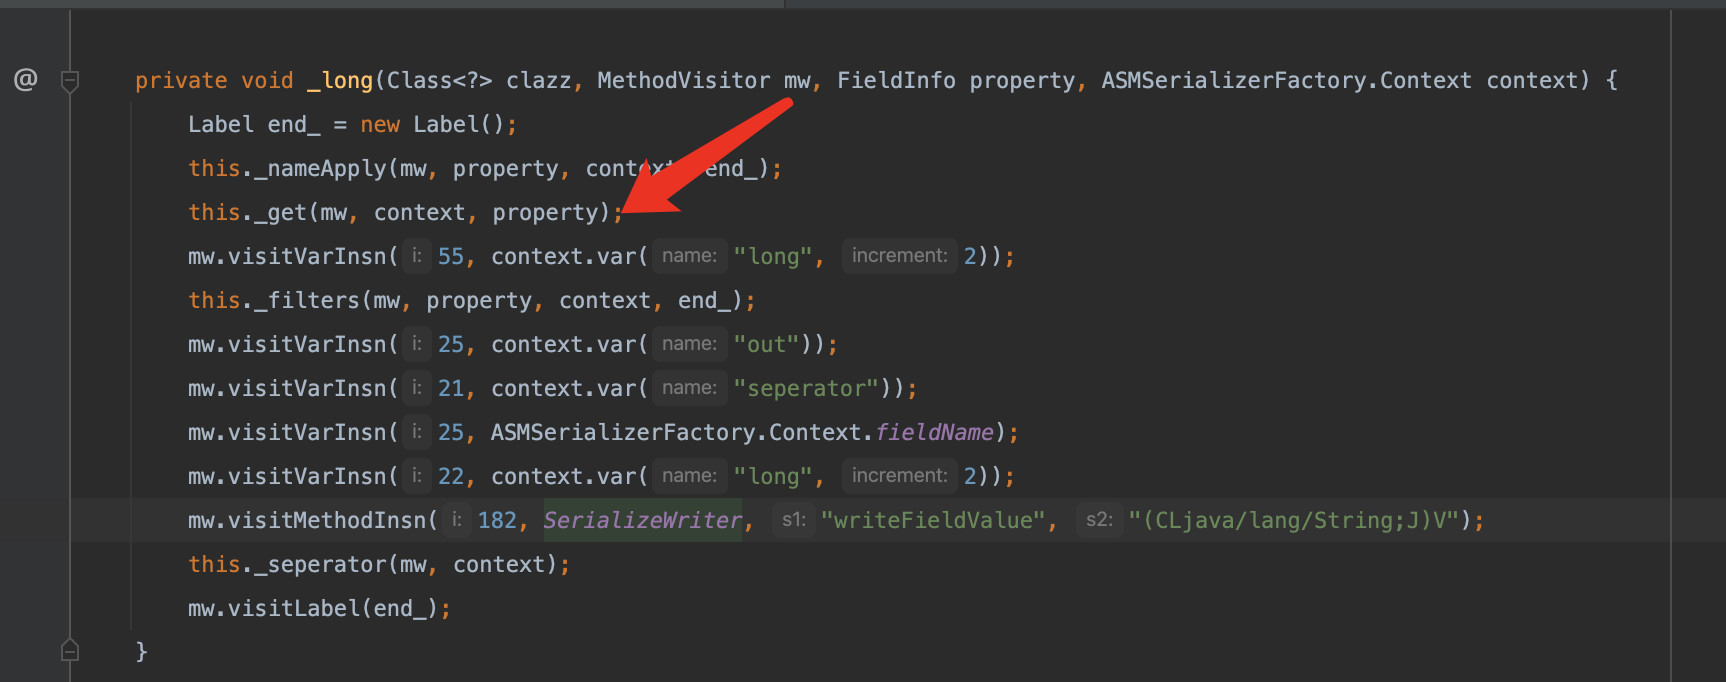 @ private void _long(Class<?> clazz, MethodVisitor mw, FieldInfo property, ASMSerializerFactory.Context context) {
Label end_ = new Label();
this._nameApply(mw, property, context, end_);
this._get(mw, context, property);
mw.visitVarInsn( i: 55, context.var( name: "long", increment: 2));
this._filters(mw, property, context, end_);
mw.visitVarInsn( i: 25, context.var( name: "out"));
mw.visitVarInsn( i: 21, context.var( name: "seperator"));
mw.visitVarInsn( i: 25, ASMSerializerFactory.Context.fieldName);
mw.visitVarInsn( i: 22, context.var( name: "long", increment: 2));
mw.visitMethodInsn( i: 182, SerializeWriter, s1: "writeFieldValue", s2: "(CLjava/lang/String;J)V");
this._seperator(mw, context);
mw.visitLabel(end_);
}